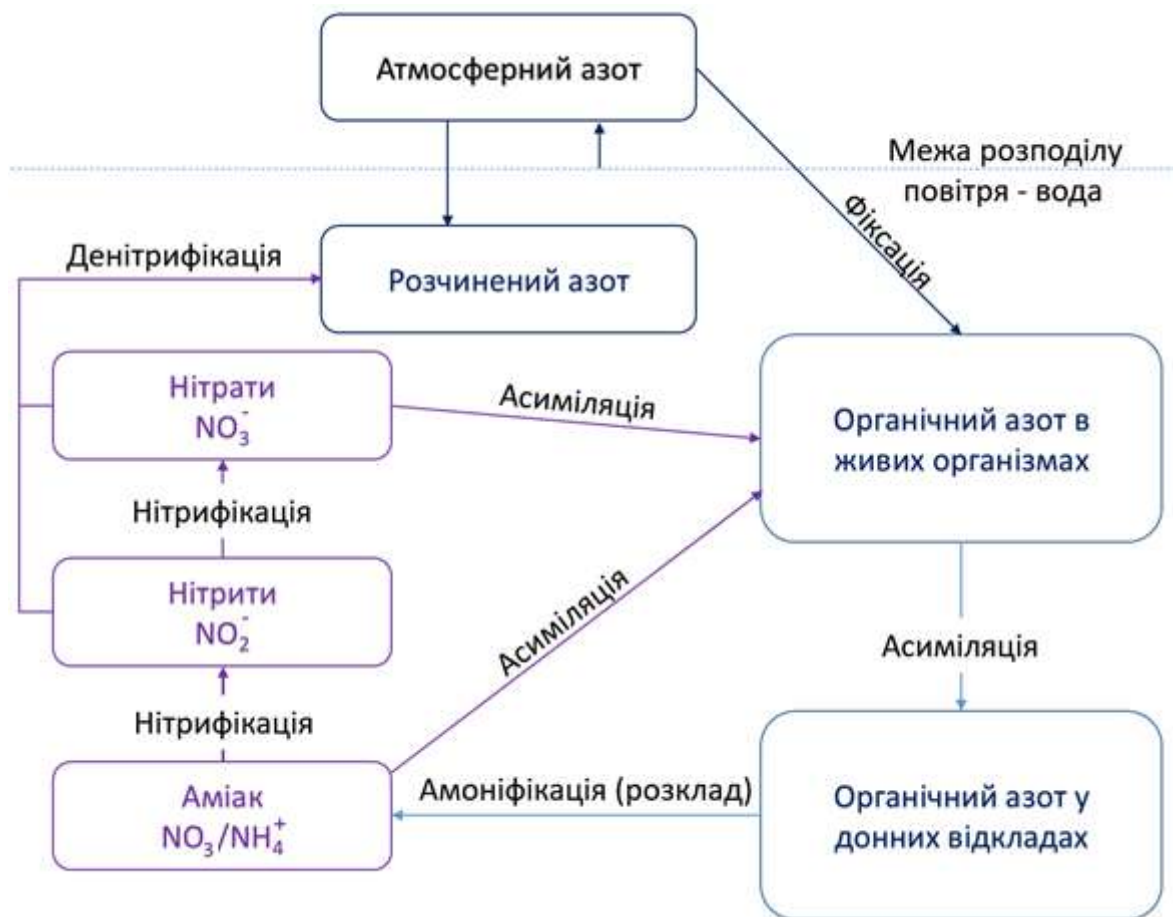 Атмосферний азот
Межа розподілу
повітря - вода
Фіксація
Денітрифікація
Розчинений азот
Нітрати
NO₃⁻
Асиміляція
Органічний азот в
живих організмах
Нітрифікація
Нітрити
NO₂⁻
Асиміляція
Асиміляція
Нітрифікація
Аміак
NO₃/NH₄⁺
Амоніфікація (розклад)
Органічний азот у
донних відкладах